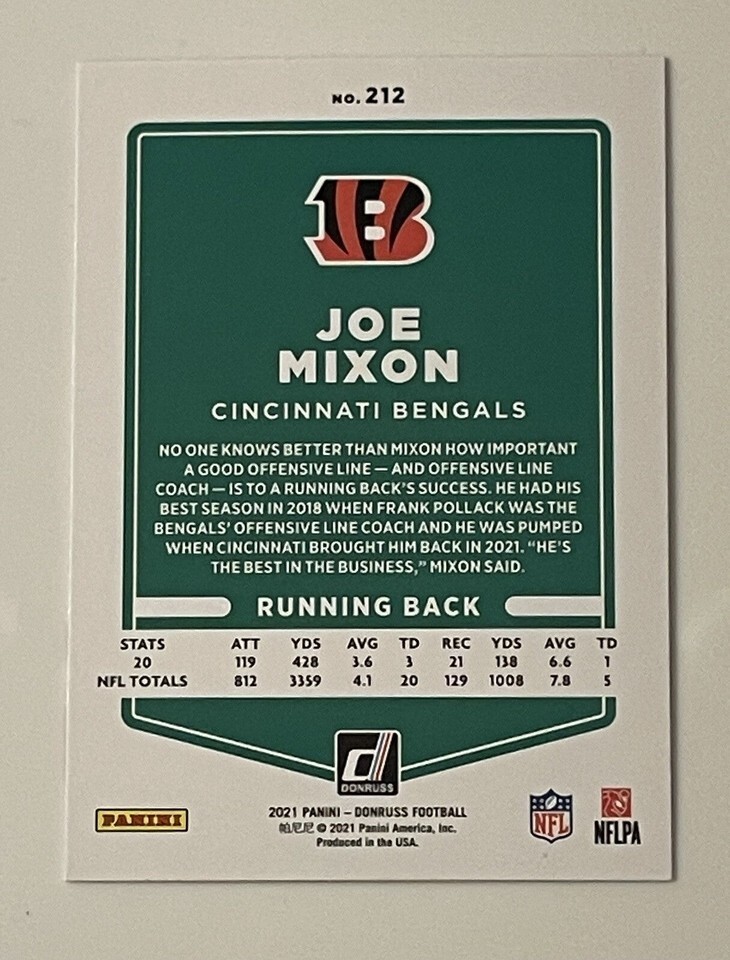 NO. 212
B
JOE
MIXON
CINCINNATI BENGALS
NO ONE KNOWS BETTER THAN MIXON HOW IMPORTANT
A GOOD OFFENSIVE LINE — AND OFFENSIVE LINE
COACH — IS TO A RUNNING BACK'S SUCCESS. HE HAD HIS
BEST SEASON IN 2018 WHEN FRANK POLLACK WAS THE
BENGALS' OFFENSIVE LINE COACH AND HE WAS PUMPED
WHEN CINCINNATI BROUGHT HIM BACK IN 2021. "HE'S
THE BEST IN THE BUSINESS," MIXON SAID.
RUNNING BACK
STATS ATT YDS AVG TD REC YDS AVG TD
20 119 428 3.6 3 21 138 6.6 1
NFL TOTALS 812 3359 4.1 20 129 1008 7.8 5
d
DONRUSS
PANINI
2021 PANINI – DONRUSS FOOTBALL
帕尼尼 © 2021 Panini America, Inc.
Produced in the USA.
NFL
NFLPA